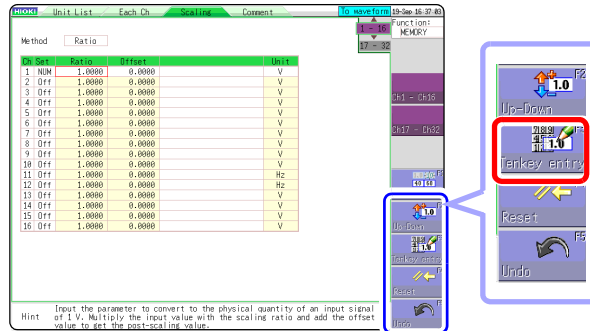 HIOKI Unit List Each Ch Scaling Comment To waveform 19-Sep 16:37:03
Function:
MEMORY
1 - 16
17 - 32
Method Ratio
Ch Set Ratio Offset Unit
1 NUM 1.0000 0.0000 V
2 Off 1.0000 0.0000 V
3 Off 1.0000 0.0000 V
4 Off 1.0000 0.0000 V
5 Off 1.0000 0.0000 V
6 Off 1.0000 0.0000 V
7 Off 1.0000 0.0000 V
8 Off 1.0000 0.0000 V
9 Off 1.0000 0.0000 V
10 Off 1.0000 0.0000 V
11 Off 1.0000 0.0000 Hz
12 Off 1.0000 0.0000 Hz
13 Off 1.0000 0.0000 V
14 Off 1.0000 0.0000 V
15 Off 1.0000 0.0000 V
16 Off 1.0000 0.0000 V
Ch1 - Ch16
Ch17 - Ch32
1.0
Up-Down
1.0
Tenkey entry
Reset
Undo
Hint Input the parameter to convert to the physical quantity of an input signal
of 1 V. Multiply the input value with the scaling ratio and add the offset
value to get the post-scaling value.
F2
1.0
Up-Down
1.0
Tenkey entry
Reset
F5
Undo